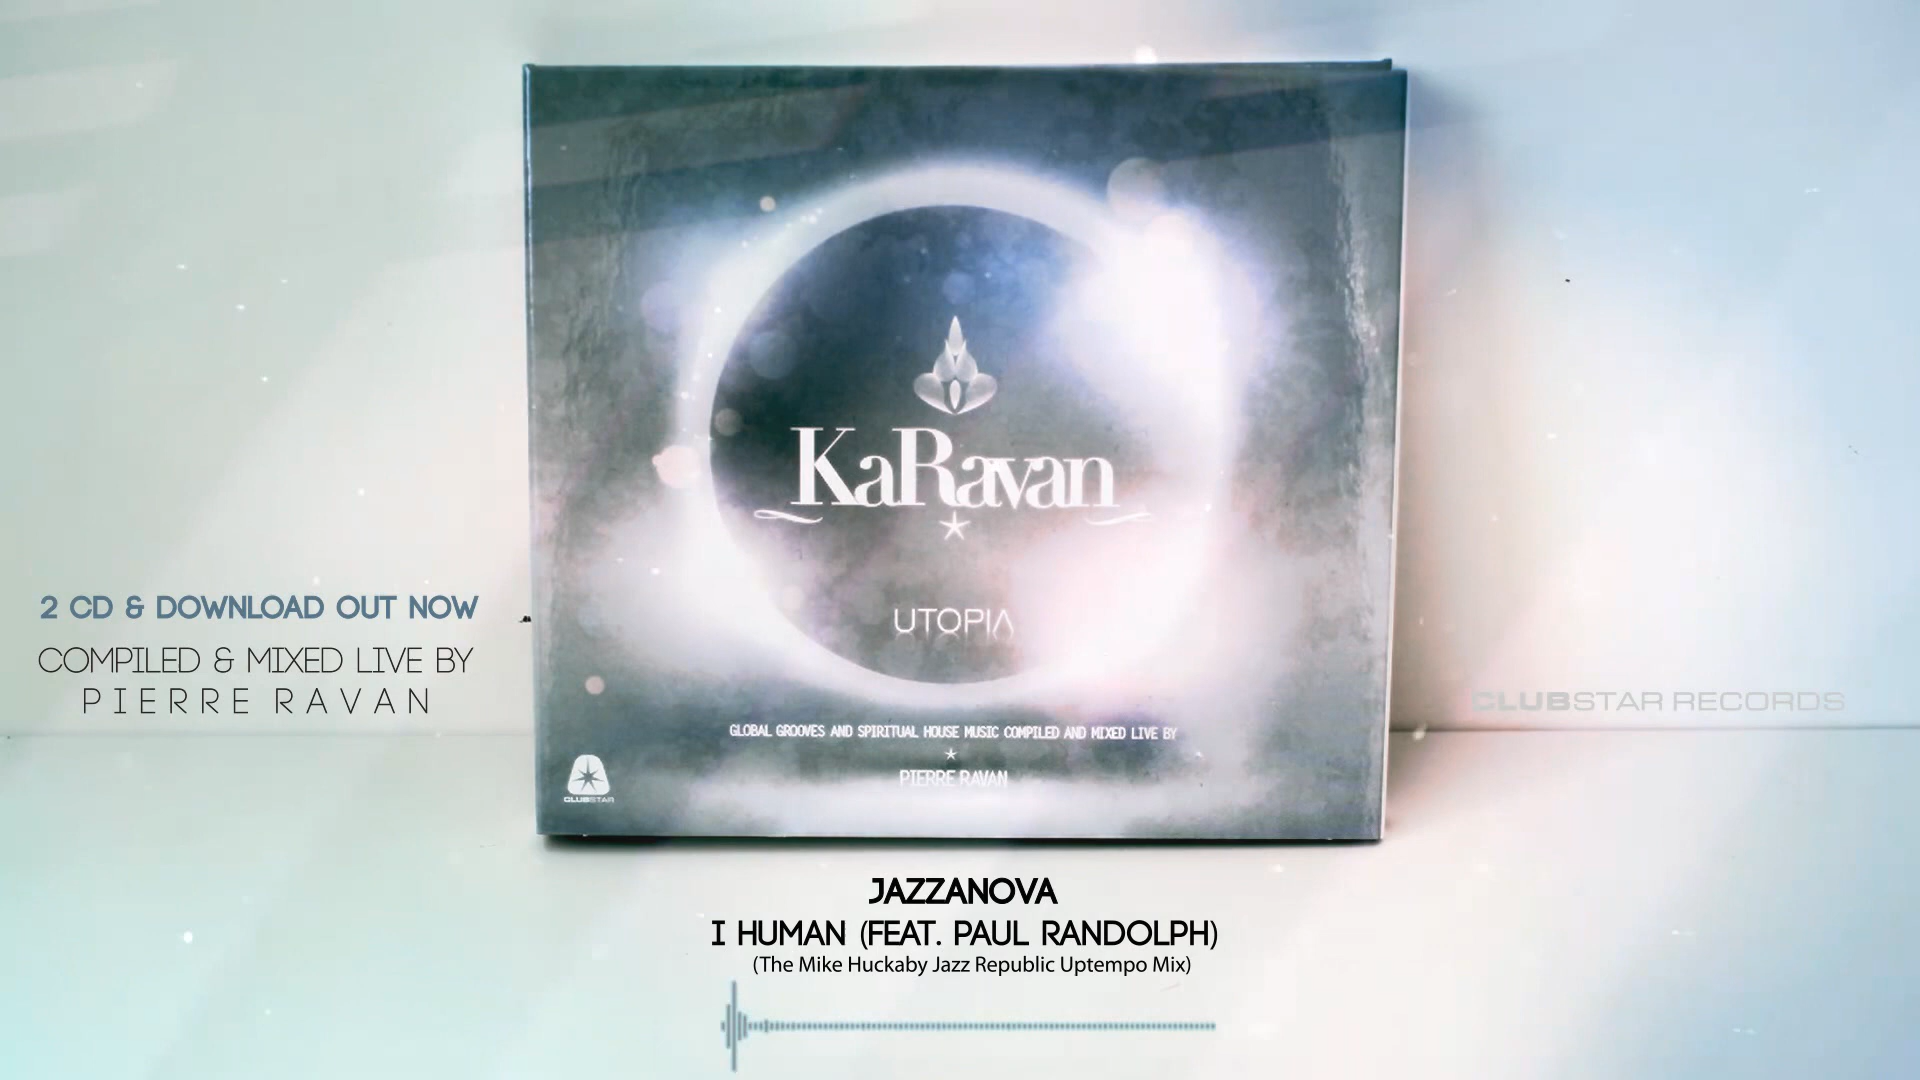 KaRavan
UTOPIA
GLOBAL GROOVES AND SPIRITUAL HOUSE MUSIC COMPILED AND MIXED LIVE BY
PIERRE RAVAN
CLUBSTAR
2 CD & DOWNLOAD OUT NOW
COMPILED & MIXED LIVE BY
PIERRE RAVAN
CLUBSTAR RECORDS
JAZZANOVA
I HUMAN (FEAT. PAUL RANDOLPH)
(The Mike Huckaby Jazz Republic Uptempo Mix)